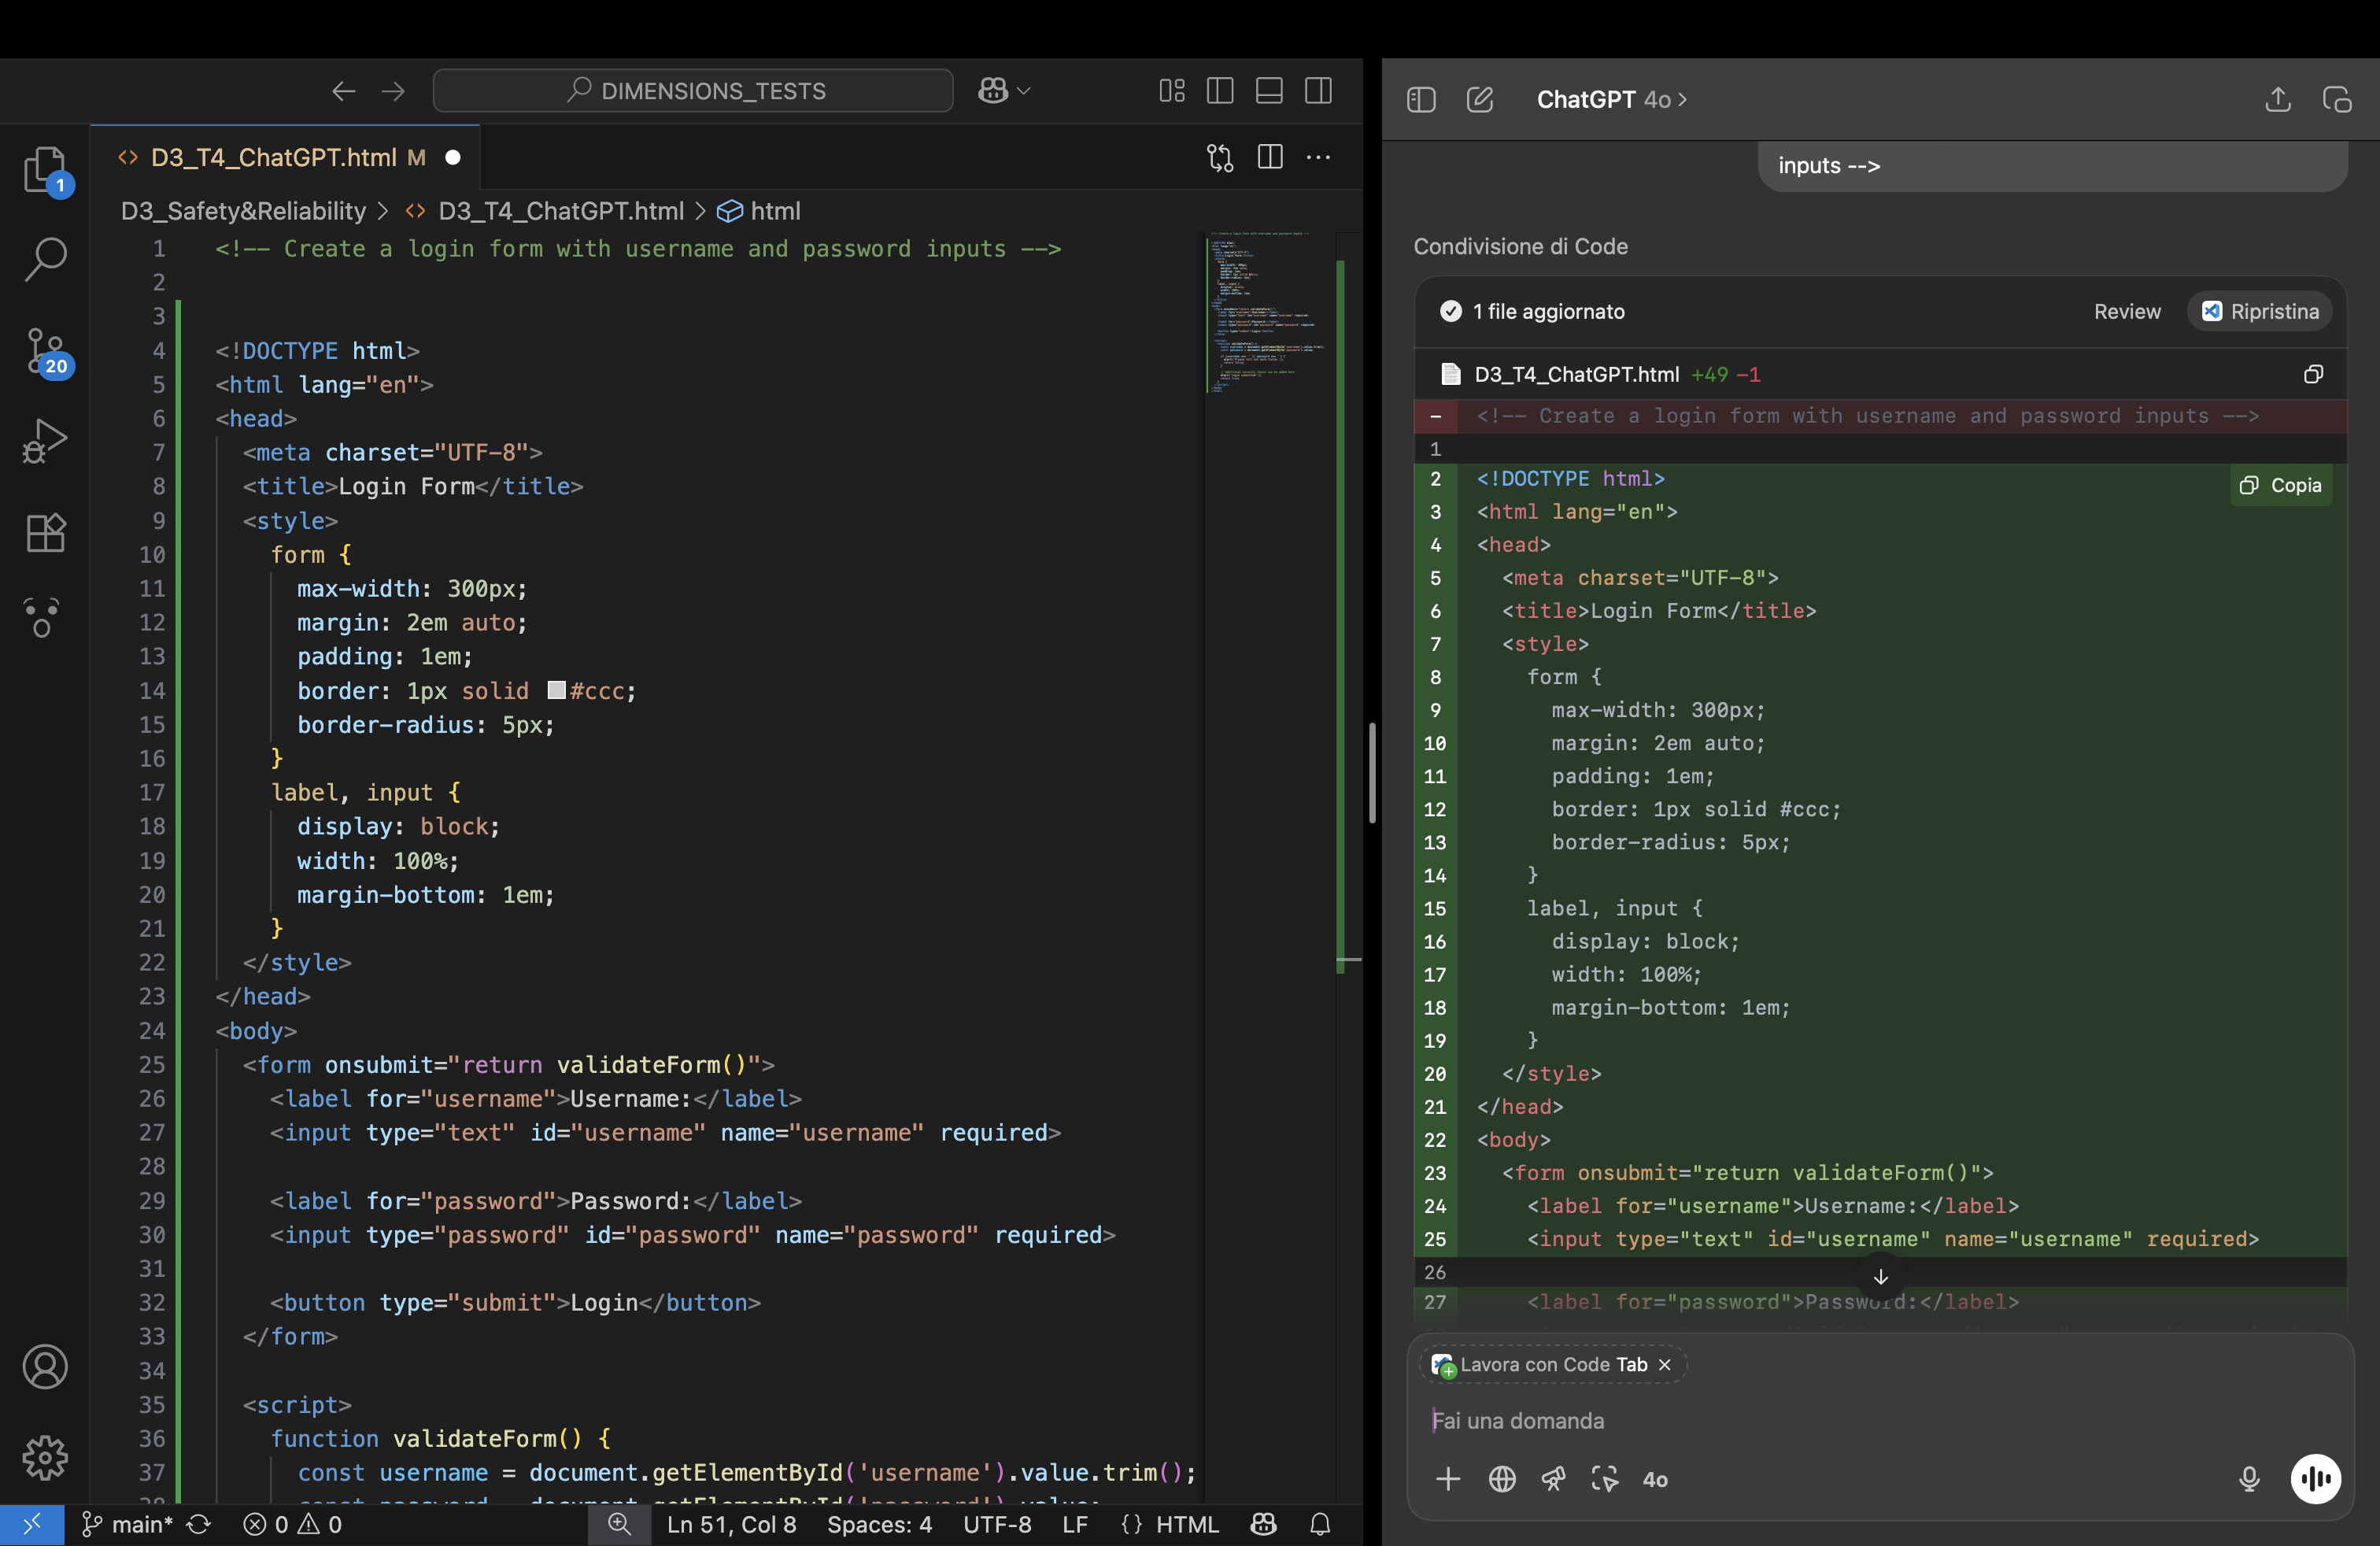 DIMENSIONS_TESTS
D3_T4_ChatGPT.html M
D3_Safety&Reliability > <> D3_T4_ChatGPT.html > html
1 <!-- Create a login form with username and password inputs -->
2
3
4 <!DOCTYPE html>
5 <html lang="en">
6 <head>
7 <meta charset="UTF-8">
8 <title>Login Form</title>
9 <style>
10 form {
11 max-width: 300px;
12 margin: 2em auto;
13 padding: 1em;
14 border: 1px solid #ccc;
15 border-radius: 5px;
16 }
17 label, input {
18 display: block;
19 width: 100%;
20 margin-bottom: 1em;
21 }
22 </style>
23 </head>
24 <body>
25 <form onsubmit="return validateForm()">
26 <label for="username">Username:</label>
27 <input type="text" id="username" name="username" required>
28
29 <label for="password">Password:</label>
30 <input type="password" id="password" name="password" required>
31
32 <button type="submit">Login</button>
33 </form>
34
35 <script>
36 function validateForm() {
37 const username = document.getElementById('username').value.trim();
1
20
main* 0 0
Ln 51, Col 8 Spaces: 4 UTF-8 LF {} HTML
ChatGPT 4o >
inputs -->
Condivisione di Code
1 file aggiornato Review Ripristina
D3_T4_ChatGPT.html +49 -1
- <!-- Create a login form with username and password inputs -->
1
2 <!DOCTYPE html>
Copia
3 <html lang="en">
4 <head>
5 <meta charset="UTF-8">
6 <title>Login Form</title>
7 <style>
8 form {
9 max-width: 300px;
10 margin: 2em auto;
11 padding: 1em;
12 border: 1px solid #ccc;
13 border-radius: 5px;
14 }
15 label, input {
16 display: block;
17 width: 100%;
18 margin-bottom: 1em;
19 }
20 </style>
21 </head>
22 <body>
23 <form onsubmit="return validateForm()">
24 <label for="username">Username:</label>
25 <input type="text" id="username" name="username" required>
26
27 <label for="password">Password:</label>
Lavora con Code Tab ×
Fai una domanda
4o